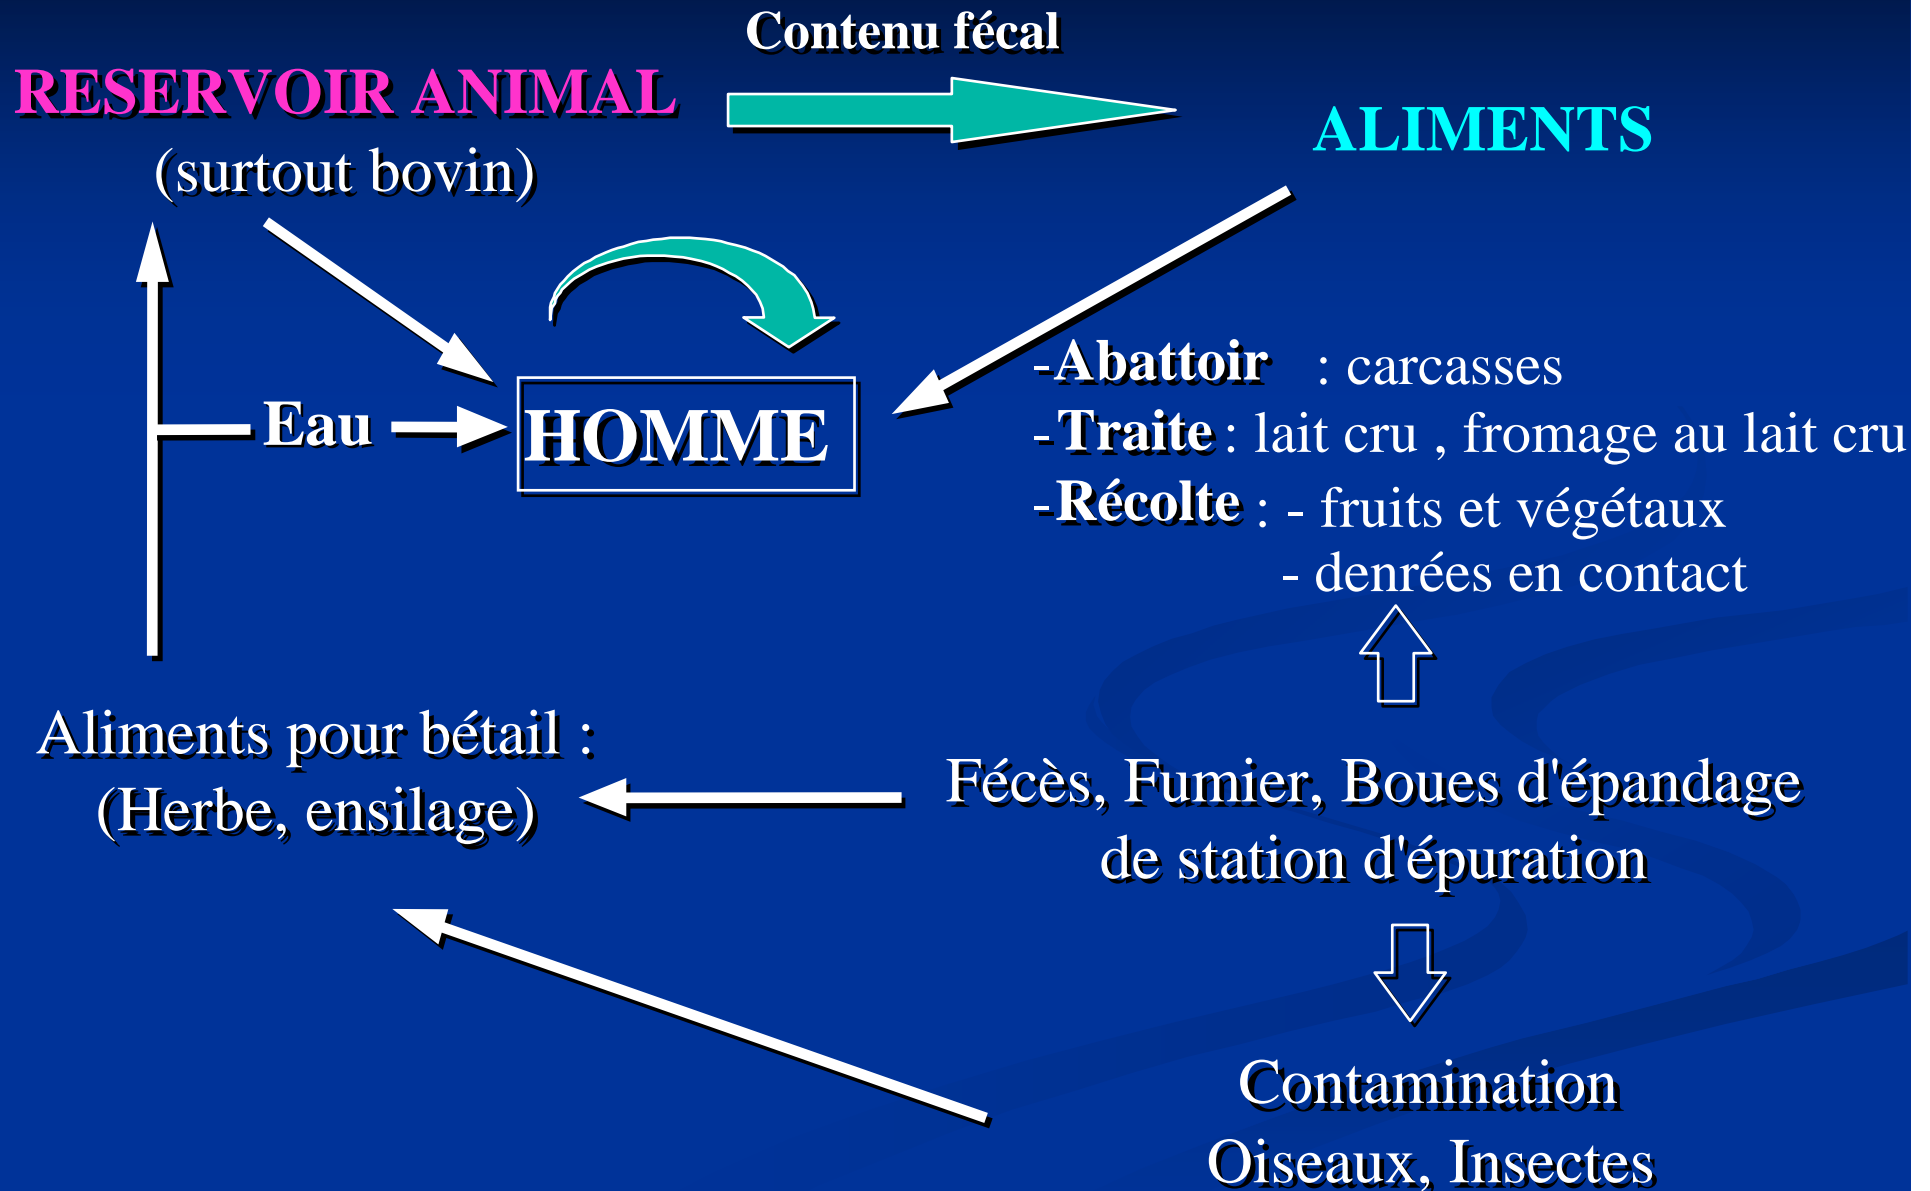 Contenu fécal
RESERVOIR ANIMAL
(surtout bovin)
ALIMENTS
Eau
HOMME
-Abattoir : carcasses
-Traite : lait cru , fromage au lait cru
-Récolte : - fruits et végétaux
- denrées en contact
Aliments pour bétail :
(Herbe, ensilage)
Fécès, Fumier, Boues d'épandage
de station d'épuration
Contamination
Oiseaux, Insectes